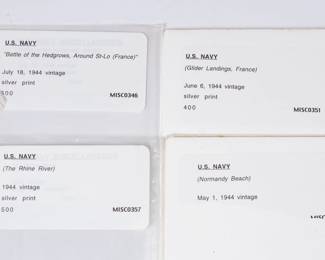 U.S. NAVY
"Battle of the Hedgrows, Around St-Lo (France)"
July 18, 1944 vintage
silver print
500
MISC0346
U.S. NAVY
(Glider Landings, France)
June 6, 1944 vintage
silver print
400
MISC0351
U.S. NAVY
(The Rhine River)
1944 vintage
silver print
500
MISC0357
U.S. NAVY
(Normandy Beach)
May 1, 1944 vintage